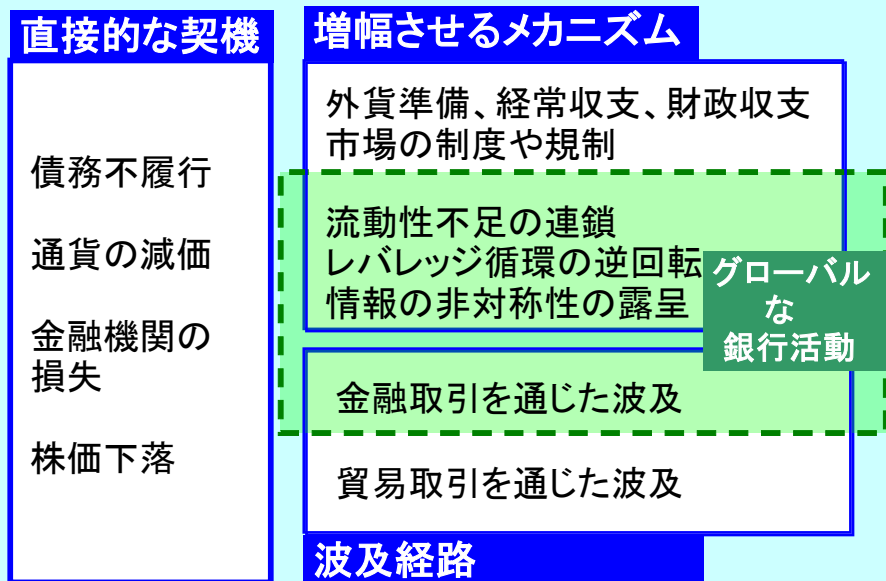 直接的な契機
債務不履行
通貨の減価
金融機関の
損失
株価下落
増幅させるメカニズム
外貨準備、経常収支、財政収支
市場の制度や規制
流動性不足の連鎖
レバレッジ循環の逆回転
情報の非対称性の露呈
グローバル
な
銀行活動
金融取引を通じた波及
貿易取引を通じた波及
波及経路